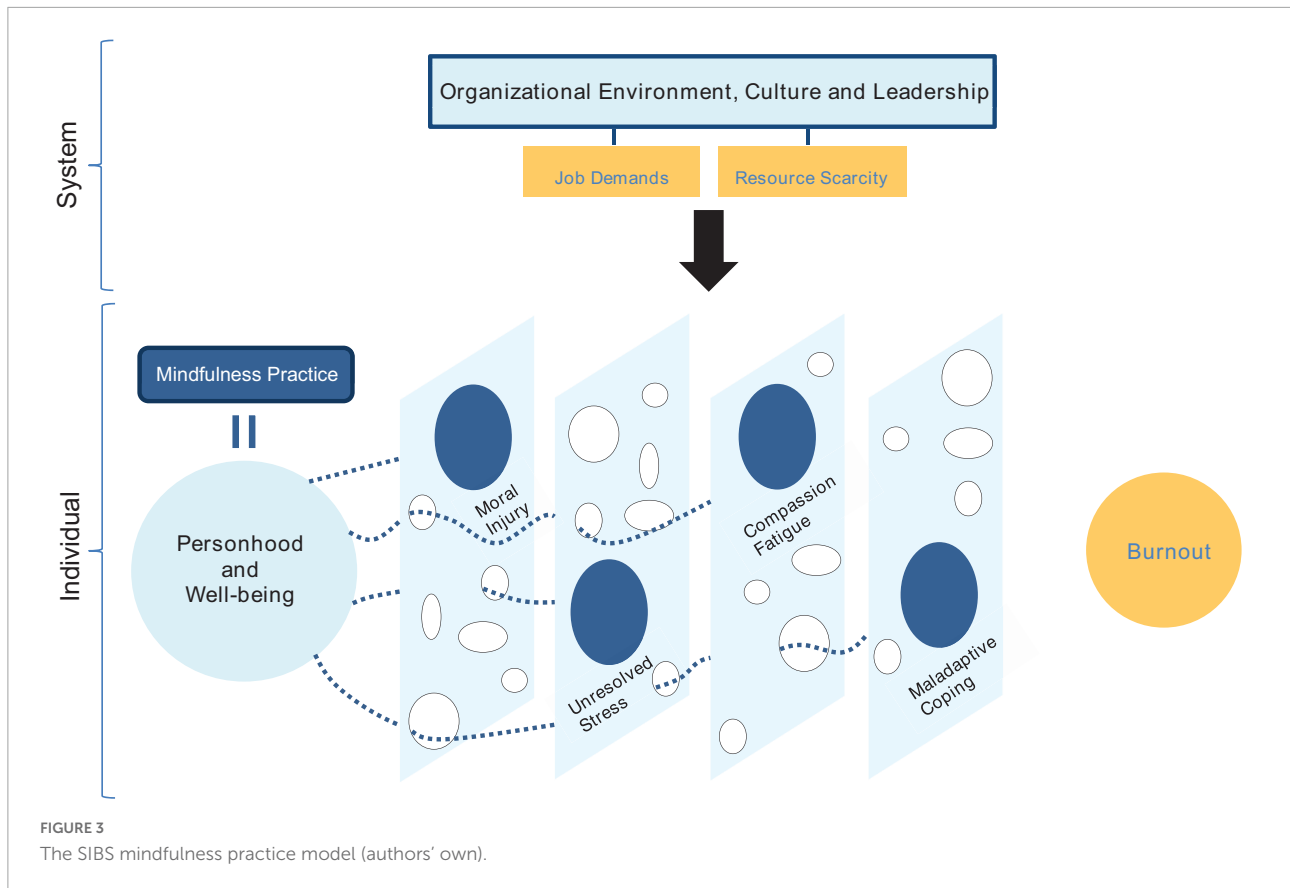 System
Organizational Environment, Culture and Leadership
Job Demands
Resource Scarcity
Individual
Mindfulness Practice
Personhood
and
Well-being
Moral
Injury
Unresolved
Stress
Compassion
Fatigue
Maladaptive
Coping
Burnout
FIGURE 3
The SIBS mindfulness practice model (authors’ own).